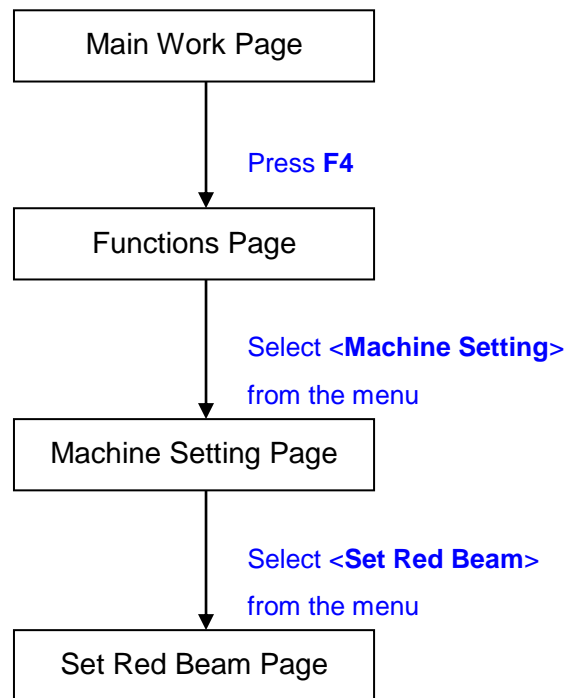 Main Work Page
Press F4
Functions Page
Select <Machine Setting>
from the menu
Machine Setting Page
Select <Set Red Beam>
from the menu
Set Red Beam Page